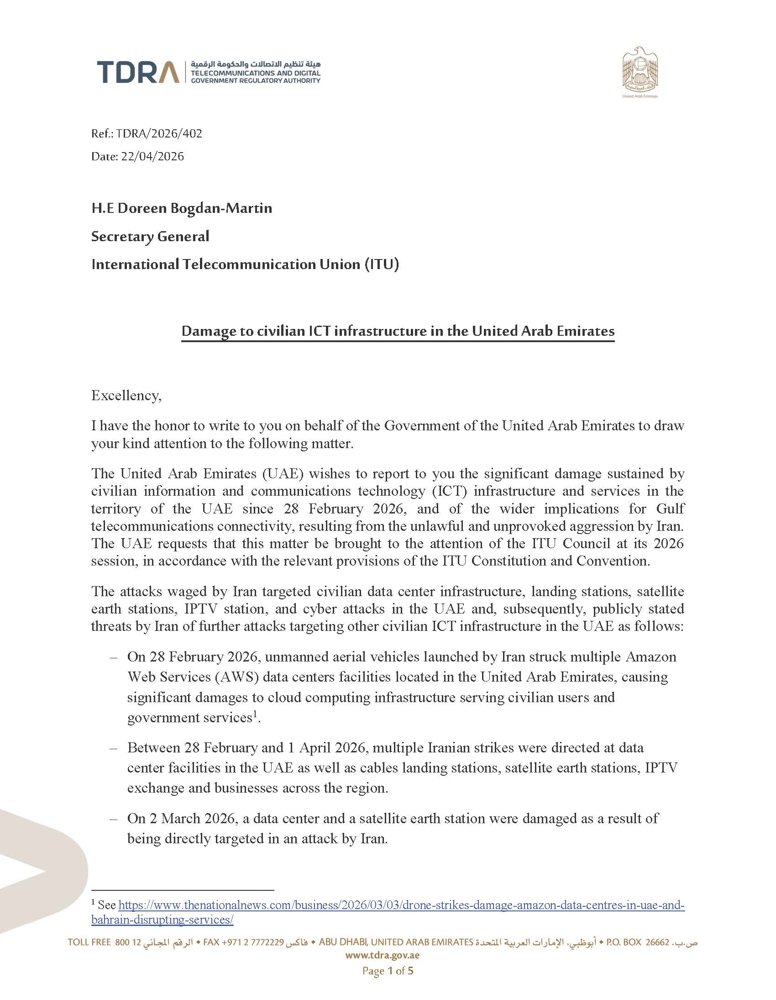 TDRA
هيئة تنظيم الاتصالات والحكومة الرقمية
TELECOMMUNICATIONS AND DIGITAL
GOVERNMENT REGULATORY AUTHORITY
United Arab Emirates
Ref.: TDRA/2026/402
Date: 22/04/2026
H.E Doreen Bogdan-Martin
Secretary General
International Telecommunication Union (ITU)
Damage to civilian ICT infrastructure in the United Arab Emirates
Excellency,
I have the honor to write to you on behalf of the Government of the United Arab Emirates to draw
your kind attention to the following matter.
The United Arab Emirates (UAE) wishes to report to you the significant damage sustained by
civilian information and communications technology (ICT) infrastructure and services in the
territory of the UAE since 28 February 2026, and of the wider implications for Gulf
telecommunications connectivity, resulting from the unlawful and unprovoked aggression by Iran.
The UAE requests that this matter be brought to the attention of the ITU Council at its 2026
session, in accordance with the relevant provisions of the ITU Constitution and Convention.
The attacks waged by Iran targeted civilian data center infrastructure, landing stations, satellite
earth stations, IPTV station, and cyber attacks in the UAE and, subsequently, publicly stated
threats by Iran of further attacks targeting other civilian ICT infrastructure in the UAE as follows:
– On 28 February 2026, unmanned aerial vehicles launched by Iran struck multiple Amazon
Web Services (AWS) data centers facilities located in the United Arab Emirates, causing
significant damages to cloud computing infrastructure serving civilian users and
government services¹.
– Between 28 February and 1 April 2026, multiple Iranian strikes were directed at data
center facilities in the UAE as well as cables landing stations, satellite earth stations, IPTV
exchange and businesses across the region.
– On 2 March 2026, a data center and a satellite earth station were damaged as a result of
being directly targeted in an attack by Iran.
¹ See https://www.thenationalnews.com/business/2026/03/03/drone-strikes-damage-amazon-data-centres-in-uae-and-
bahrain-disrupting-services/
TOLL FREE 800 12 الرقم المجاني • FAX +971 2 7772229 فاكس • ABU DHABI, UNITED ARAB EMIRATES أبوظبي، الإمارات العربية المتحدة • P.O. BOX 26662 ص.ب.
www.tdra.gov.ae
Page 1 of 5